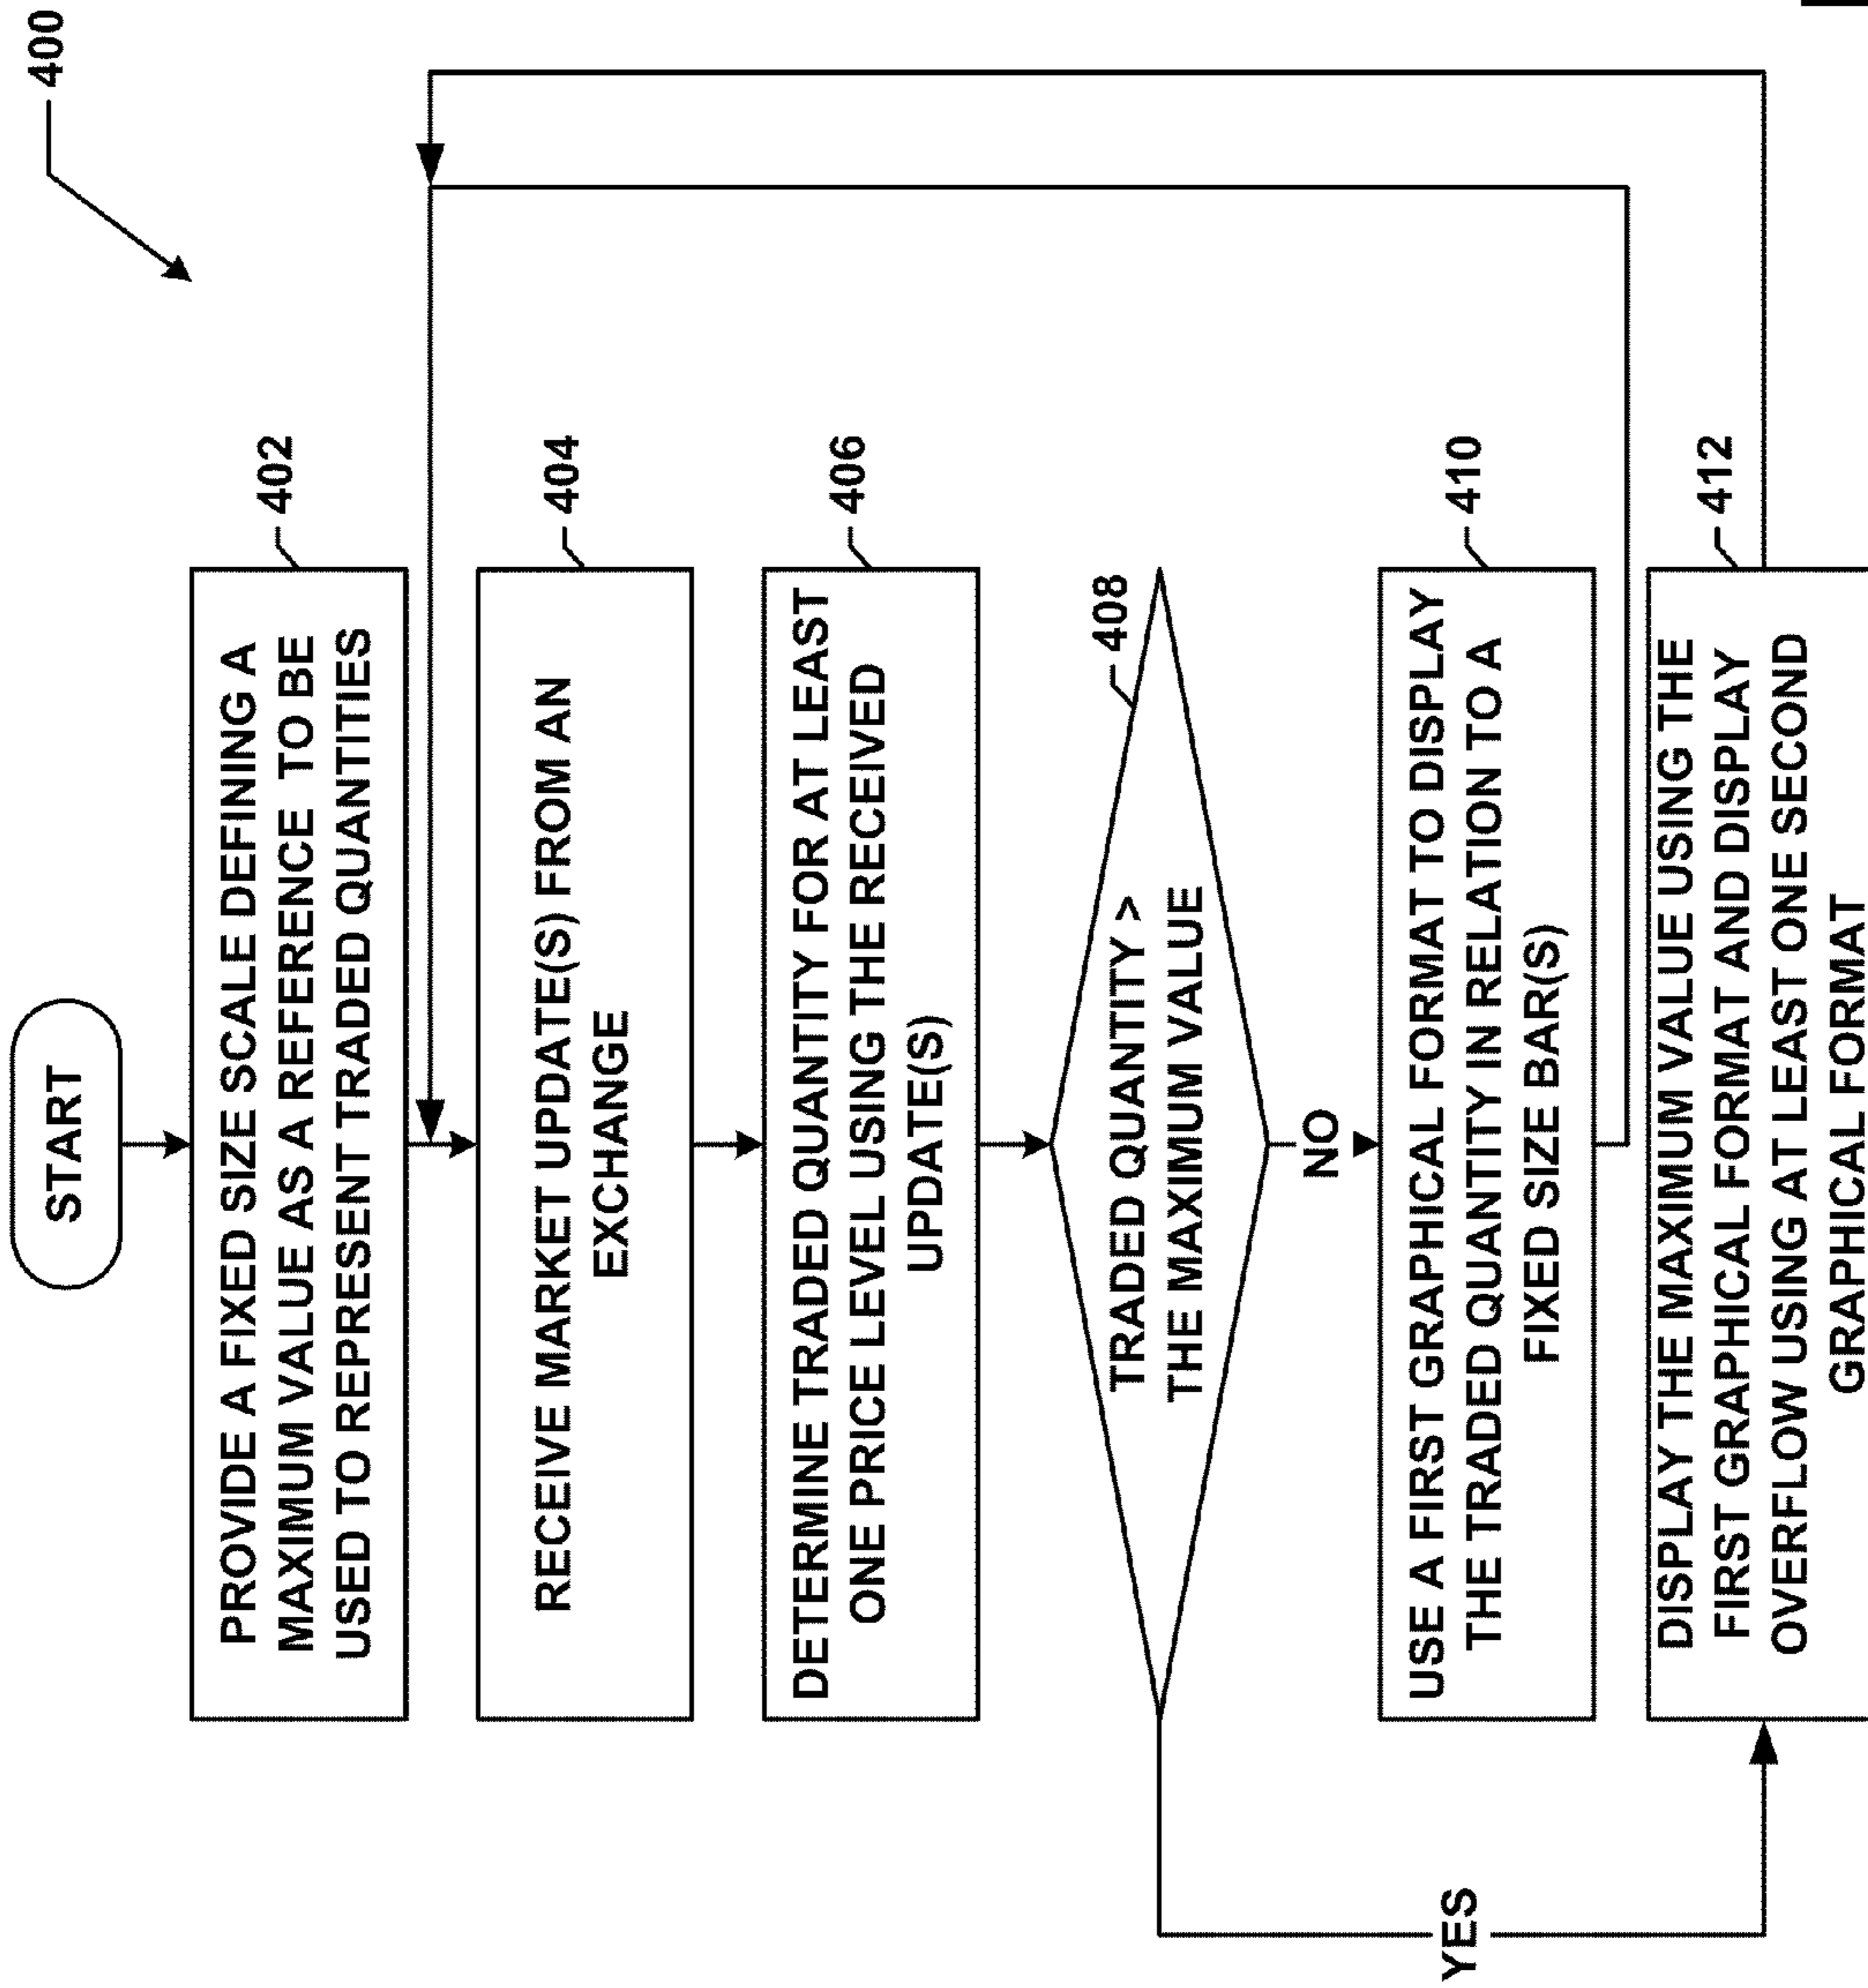 400
START
PROVIDE A FIXED SIZE SCALE DEFINING A
MAXIMUM VALUE AS A REFERENCE TO BE
USED TO REPRESENT TRADED QUANTITIES
402
RECEIVE MARKET UPDATE(S) FROM AN
EXCHANGE
404
DETERMINE TRADED QUANTITY FOR AT LEAST
ONE PRICE LEVEL USING THE RECEIVED
UPDATE(S)
406
TRADED QUANTITY >
THE MAXIMUM VALUE
408
NO
YES
USE A FIRST GRAPHICAL FORMAT TO DISPLAY
THE TRADED QUANTITY IN RELATION TO A
FIXED SIZE BAR(S)
410
DISPLAY THE MAXIMUM VALUE USING THE
FIRST GRAPHICAL FORMAT AND DISPLAY
OVERFLOW USING AT LEAST ONE SECOND
GRAPHICAL FORMAT
412